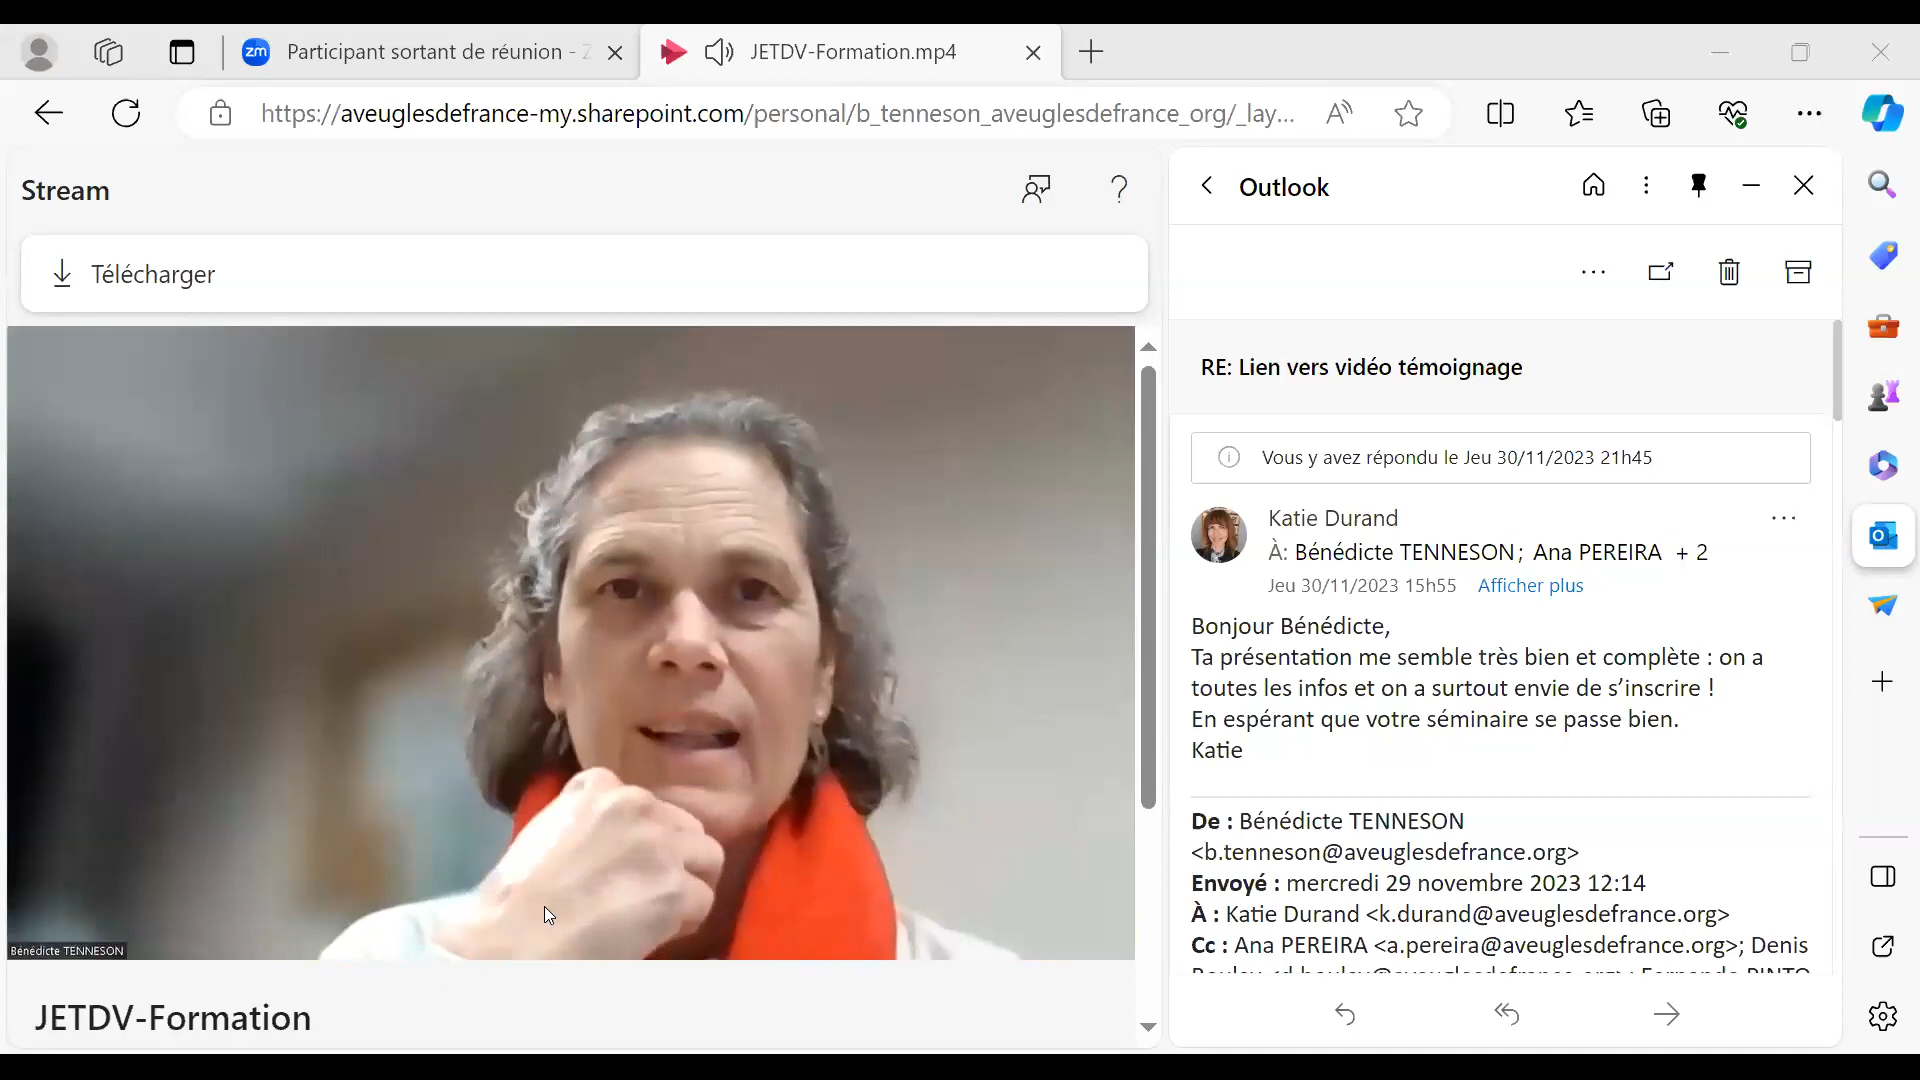 zm
Participant sortant de réunion - Z
JETDV-Formation.mp4
https://aveuglesdefrance-my.sharepoint.com/personal/b_tenneson_aveuglesdefrance_org/_lay...
Stream
Télécharger
Bénédicte TENNESON
JETDV-Formation
Outlook
RE: Lien vers vidéo témoignage
Vous y avez répondu le Jeu 30/11/2023 21h45
Katie Durand
À: Bénédicte TENNESON; Ana PEREIRA + 2
Jeu 30/11/2023 15h55 Afficher plus
Bonjour Bénédicte,
Ta présentation me semble très bien et complète : on a
toutes les infos et on a surtout envie de s’inscrire !
En espérant que votre séminaire se passe bien.
Katie
De : Bénédicte TENNESON
<b.tenneson@aveuglesdefrance.org>
Envoyé : mercredi 29 novembre 2023 12:14
À : Katie Durand <k.durand@aveuglesdefrance.org>
Cc : Ana PEREIRA <a.pereira@aveuglesdefrance.org>; Denis